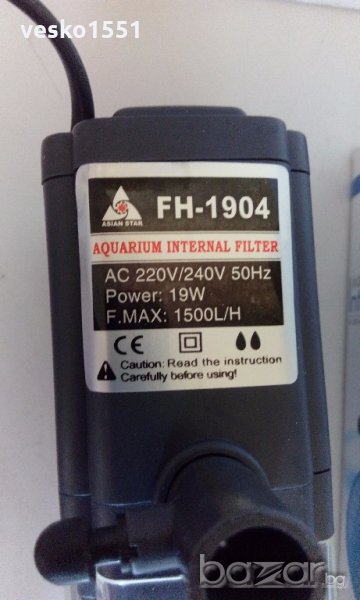 vesko1551
ASIAN STAR
FH-1904
AQUARIUM INTERNAL FILTER
AC 220V/240V 50Hz
Power: 19W
F.MAX: 1500L/H
CE
Caution: Read the instruction
Carefully before using!
bazar.bg